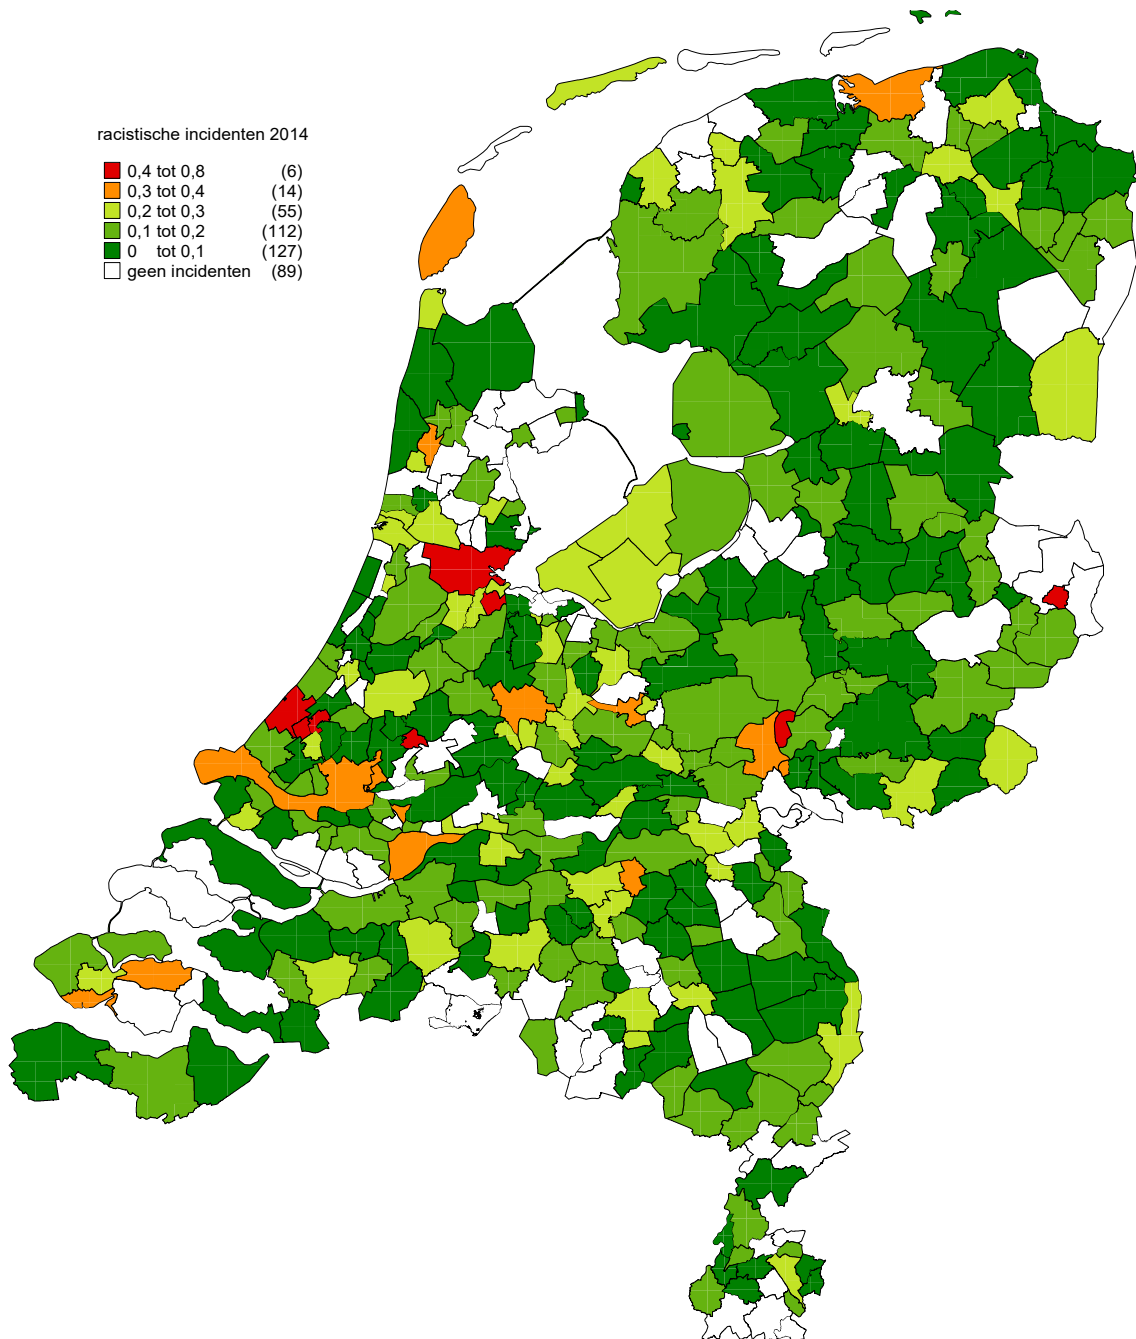 racistische incidenten 2014
0,4 tot 0,8 (6)
0,3 tot 0,4 (14)
0,2 tot 0,3 (55)
0,1 tot 0,2 (112)
0 tot 0,1 (127)
geen incidenten (89)